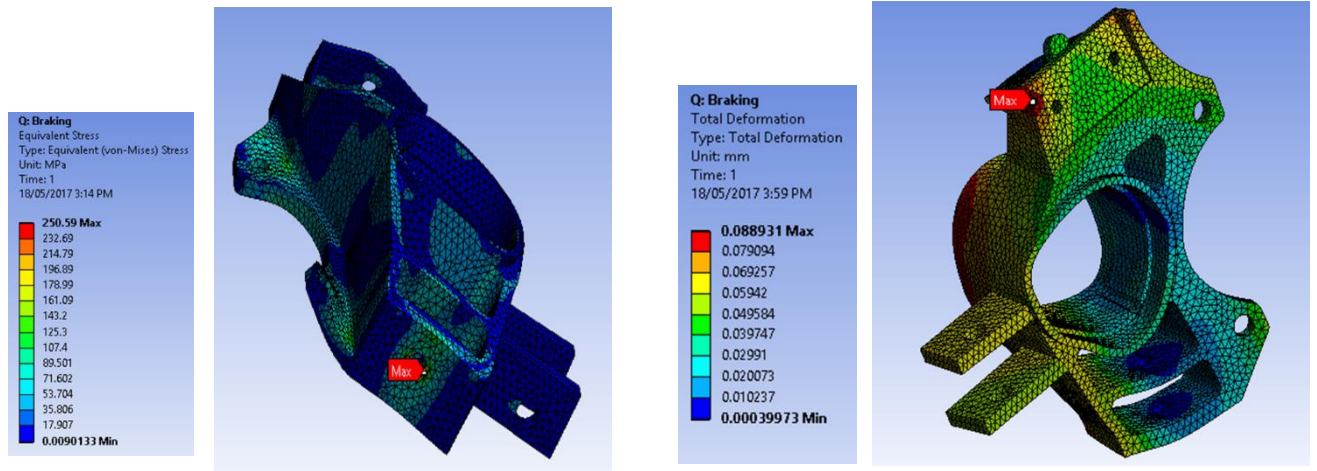 Q: Braking
Equivalent Stress
Type: Equivalent (von-Mises) Stress
Unit: MPa
Time: 1
18/05/2017 3:14 PM
250.59 Max
232.69
214.79
196.89
178.99
161.09
143.2
125.3
107.4
89.501
71.602
53.704
35.806
17.907
0.0090133 Min
Max
Q: Braking
Total Deformation
Type: Total Deformation
Unit: mm
Time: 1
18/05/2017 3:59 PM
0.088931 Max
0.079094
0.069257
0.05942
0.049584
0.039747
0.02991
0.020073
0.010237
0.00039973 Min
Max